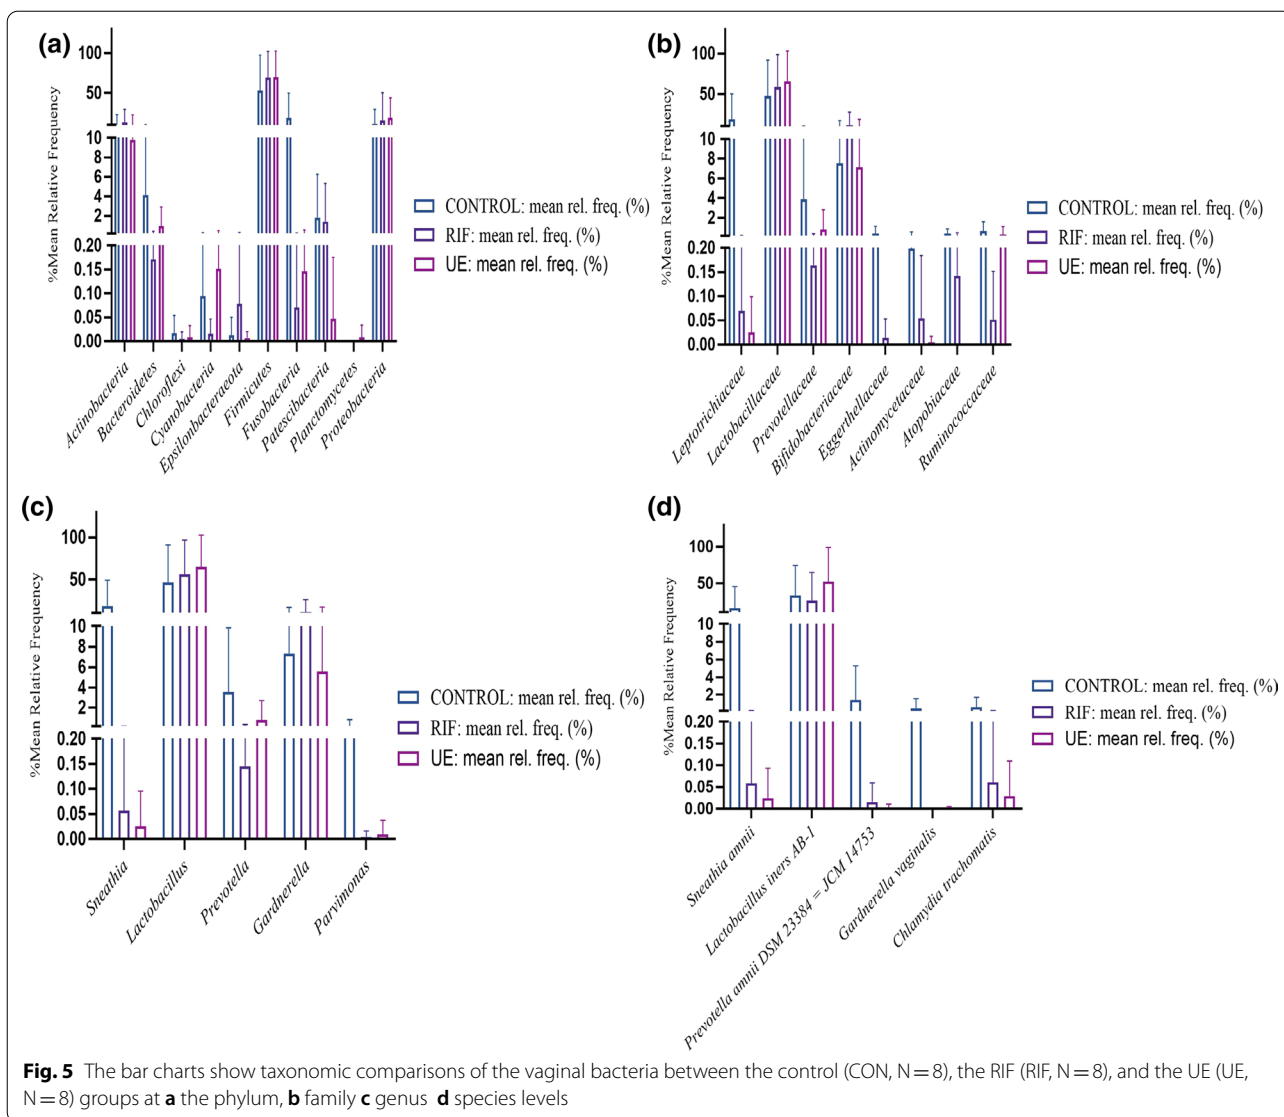 (a)
%Mean Relative Frequency
100
50
10
8
6
4
2
0.20
0.15
0.10
0.05
0.00
Actinobacteria
Bacteroidetes
Chloroflexi
Cyanobacteria
Epsilonbacteraeota
Firmicutes
Fusobacteria
Patescibacteria
Planctomycetes
Proteobacteria
CONTROL: mean rel. freq. (%)
RIF: mean rel. freq. (%)
UE: mean rel. freq. (%)
(b)
%Mean Relative Frequency
100
50
10
8
6
4
2
0.20
0.15
0.10
0.05
0.00
Leptotrichiaceae
Lactobacillaceae
Prevotellaceae
Bifidobacteriaceae
Eggerthellaceae
Actinomycetaceae
Atopobiaceae
Ruminococcaceae
CONTROL: mean rel. freq. (%)
RIF: mean rel. freq. (%)
UE: mean rel. freq. (%)
(c)
%Mean Relative Frequency
100
50
10
8
6
4
2
0.20
0.15
0.10
0.05
0.00
Sneathia
Lactobacillus
Prevotella
Gardnerella
Parvimonas
CONTROL: mean rel. freq. (%)
RIF: mean rel. freq. (%)
UE: mean rel. freq. (%)
(d)
%Mean Relative Frequency
100
50
10
8
6
4
2
0.20
0.15
0.10
0.05
0.00
Sneathia amnii
Lactobacillus iners AB-1
Prevotella amnii DSM 23384 = JCM 14753
Gardnerella vaginalis
Chlamydia trachomatis
CONTROL: mean rel. freq. (%)
RIF: mean rel. freq. (%)
UE: mean rel. freq. (%)
Fig. 5 The bar charts show taxonomic comparisons of the vaginal bacteria between the control (CON, N = 8), the RIF (RIF, N = 8), and the UE (UE,
N = 8) groups at a the phylum, b family c genus d species levels